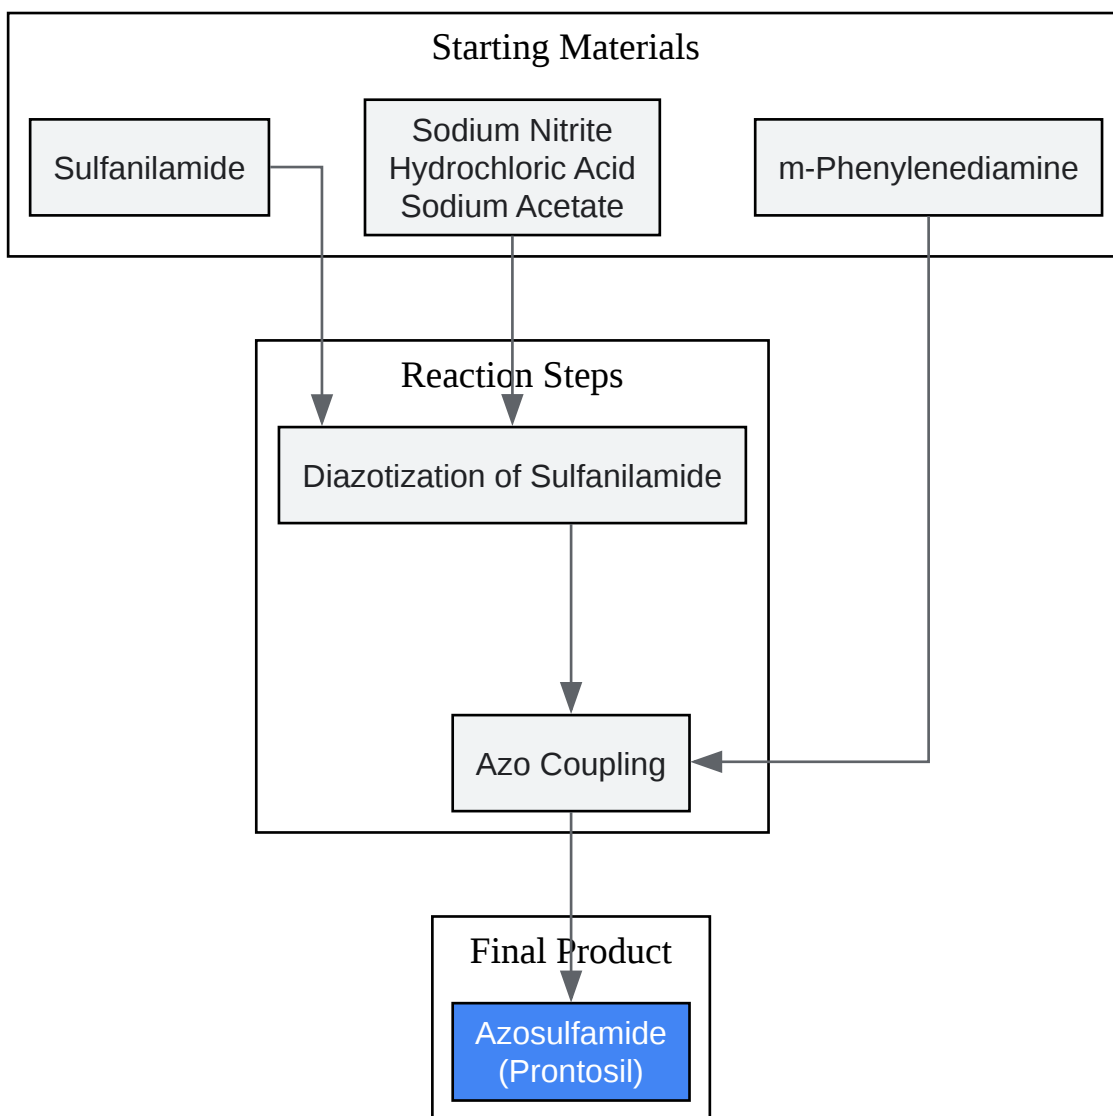 Starting Materials
Sulfanilamide
Sodium Nitrite
Hydrochloric Acid
Sodium Acetate
m-Phenylenediamine
Reaction Steps
Diazotization of Sulfanilamide
Azo Coupling
Final Product
Azosulfamide
(Prontosil)